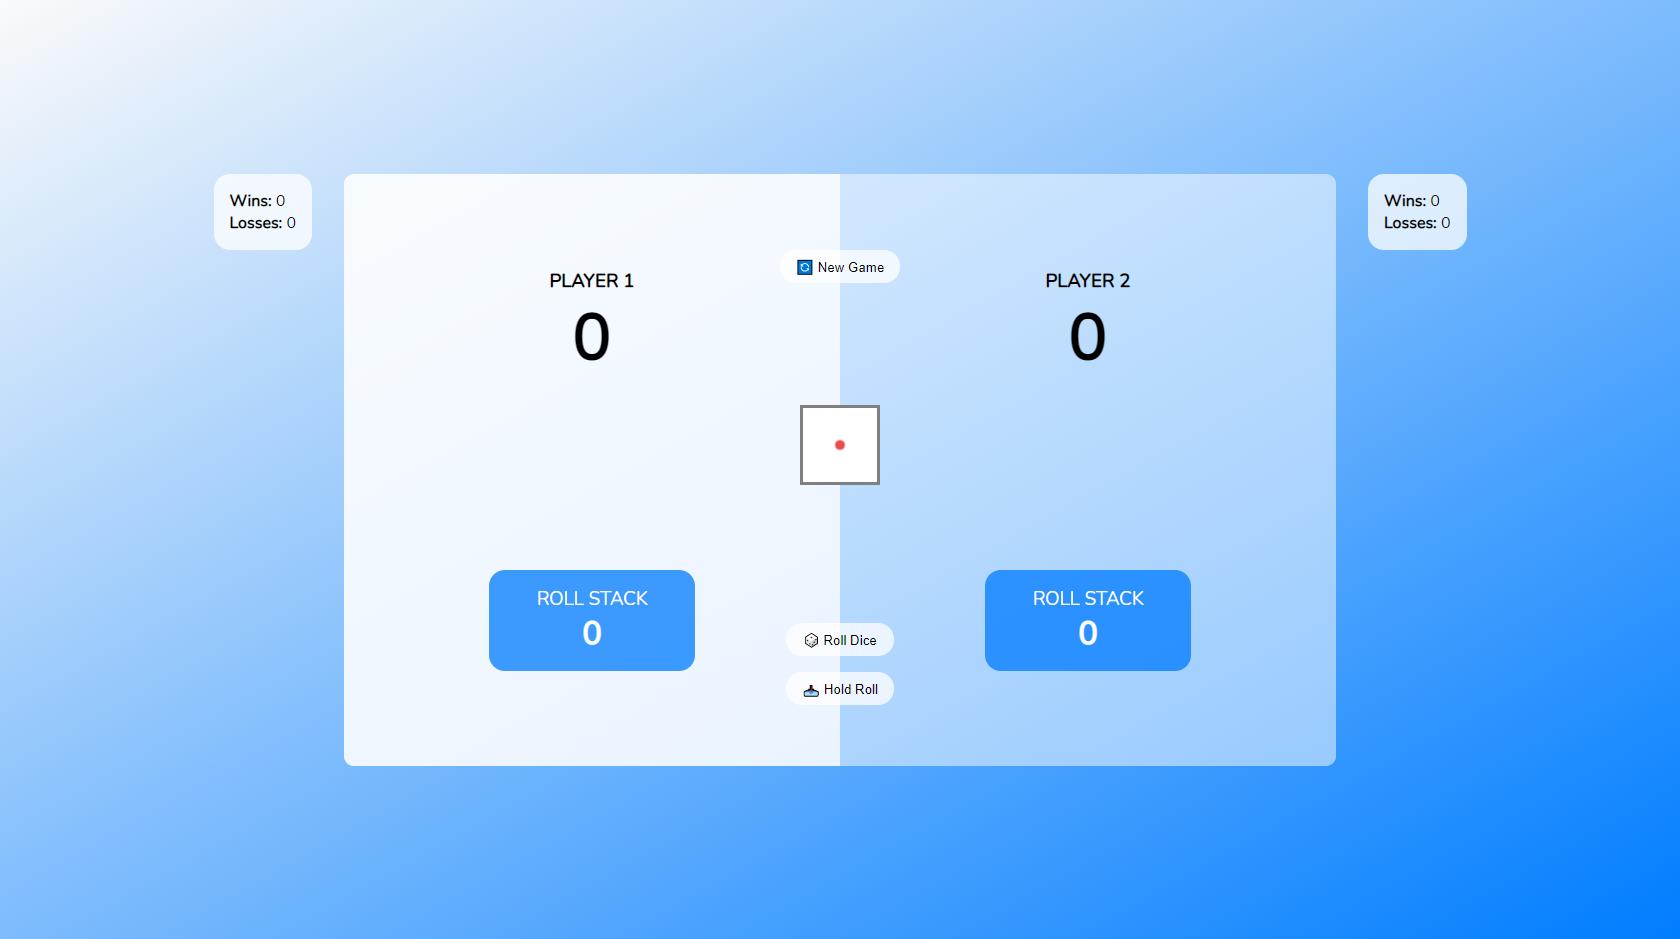 Wins: 0
Losses: 0
PLAYER 1
0
New Game
PLAYER 2
0
Wins: 0
Losses: 0
ROLL STACK
0
Roll Dice
Hold Roll
ROLL STACK
0